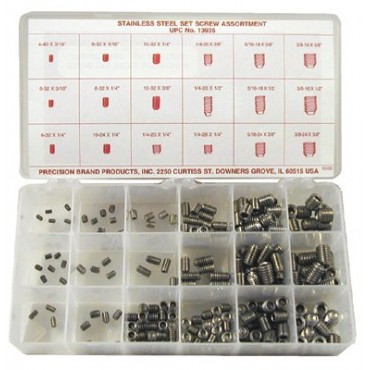 STAINLESS STEEL SET SCREW ASSORTMENT
UPC No. 13935
4-40 X 3/16" 8-32 X 3/16" 10-32 X 1/4" 1/4-20 X 3/8" 5/16-18 X 3/8" 3/8-16 X 3/8"
6-32 X 3/16" 8-32 X 1/4" 10-32 X 3/8" 1/4-20 X 1/2" 5/16-18 X 1/2" 3/8-16 X 1/2"
6-32 X 1/4" 10-24 X 1/4" 1/4-20 X 1/4" 1/4-28 X 1/4" 5/16-24 X 3/8" 3/8-24 X 3/8"
PRECISION BRAND PRODUCTS, INC. 2250 CURTISS ST. DOWNERS GROVE, IL 60515 USA